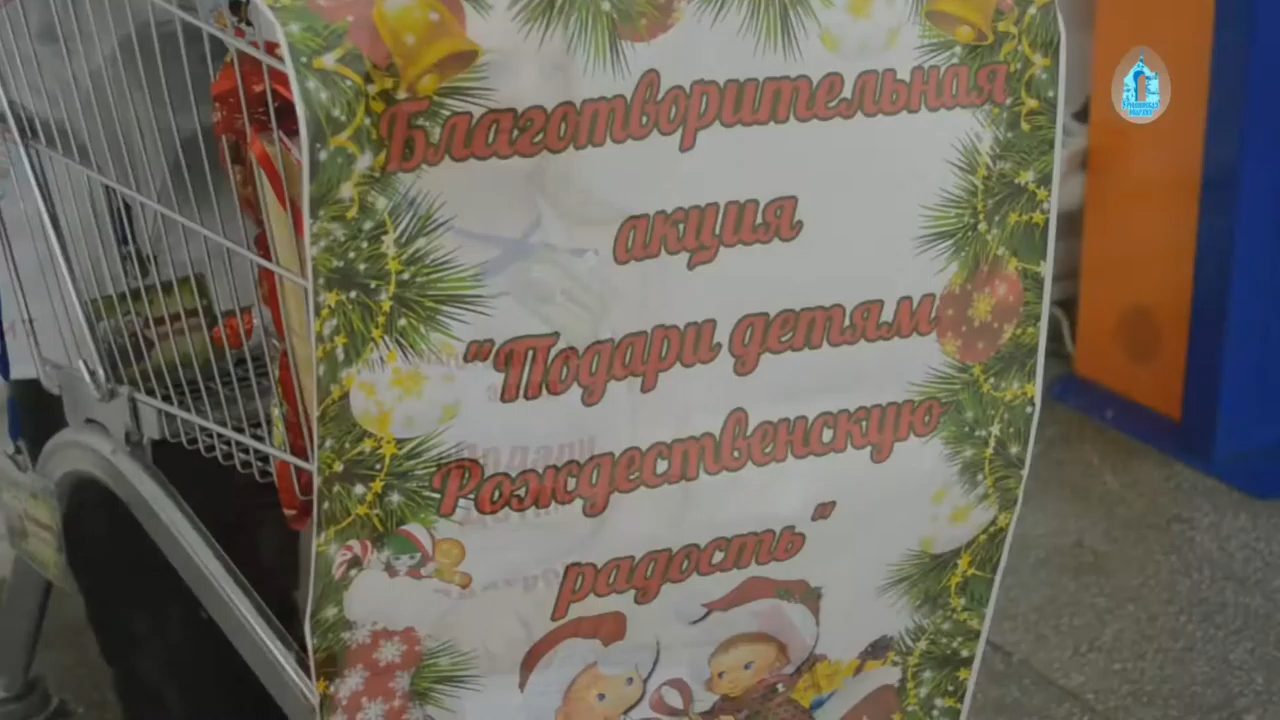 Благотворительная
акция
"Подари детям
Рождественскую
радость"